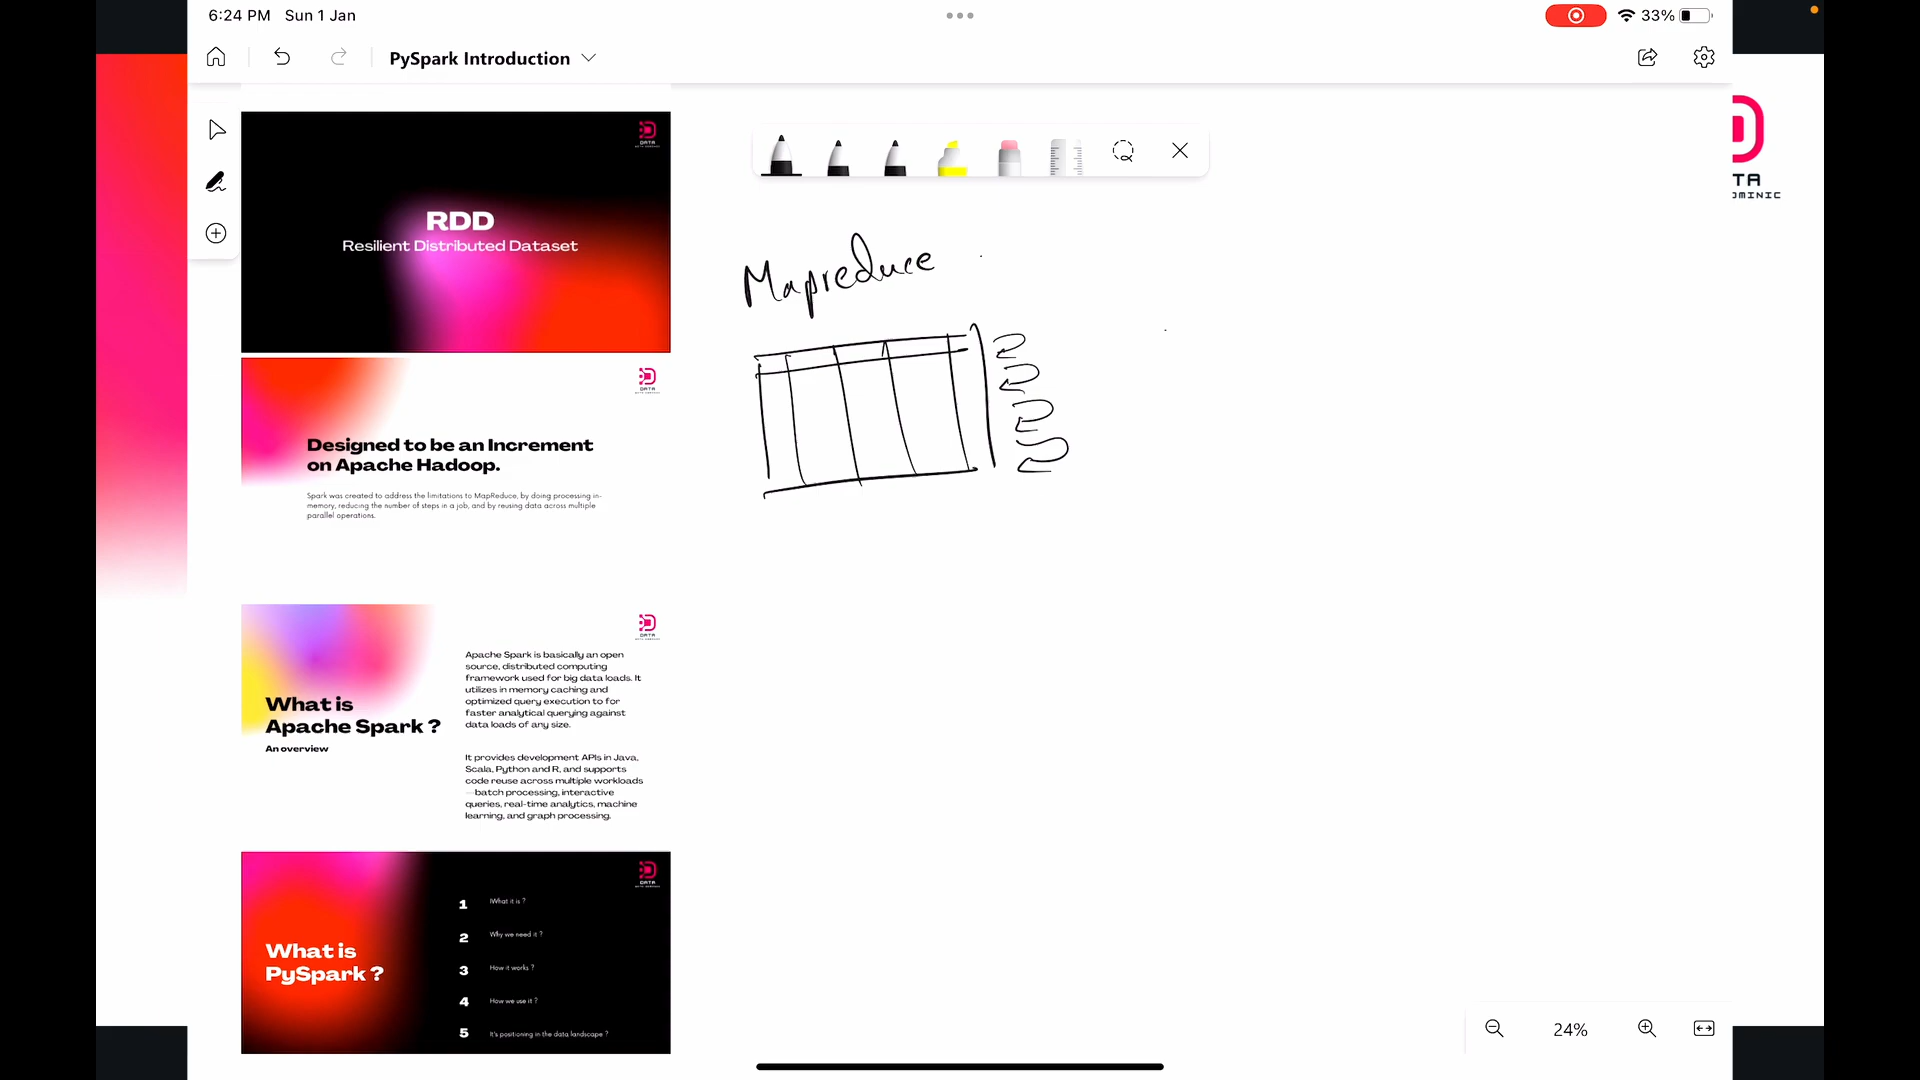 6:24 PM Sun 1 Jan
33%
PySpark Introduction
TA
OMINIC
DATA
RDD
Resilient Distributed Dataset
Mapreduce
DATA
Designed to be an Increment
on Apache Hadoop.
Spark was created to address the limitations to MapReduce, by doing processing in-
memory, reducing the number of steps in a job, and by reusing data across multiple
parallel operations.
DATA
What is
Apache Spark ?
An overview
Apache Spark is basically an open
source, distributed computing
framework used for big data loads. It
utilizes in memory caching and
optimized query execution to for
faster analytical querying against
data loads of any size.
It provides development APIs in Java,
Scala, Python and R, and supports
code reuse across multiple workloads
—batch processing, interactive
queries, real-time analytics, machine
learning, and graph processing.
DATA
What is
PySpark ?
1 IWhat it is ?
2 Why we need it ?
3 How it works ?
4 How we use it ?
5 It's positioning in the data landscape ?
24%